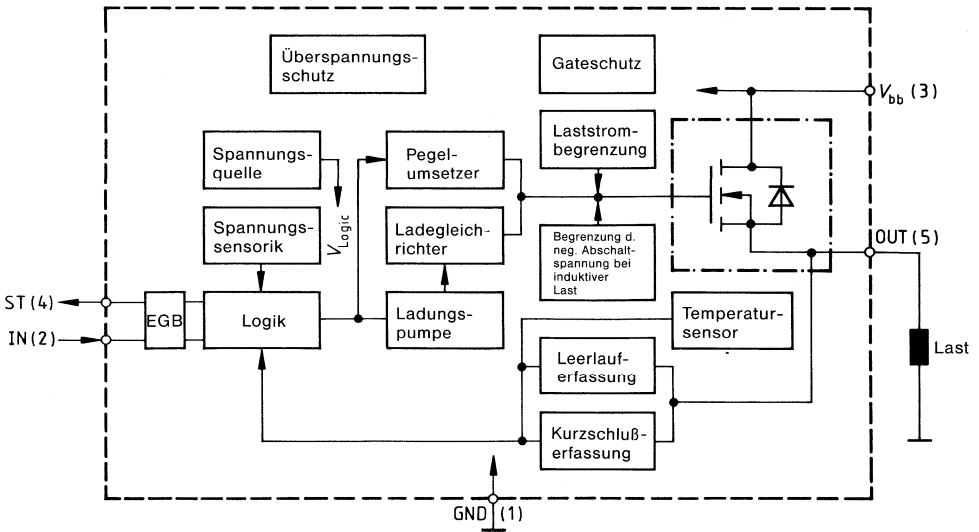 Überspannungs-
schutz
Gateschutz
Vbb (3)
Laststrom-
begrenzung
Spannungs-
quelle
Pegel-
umsetzer
VLogic
Spannungs-
sensorik
Ladegleich-
richter
Begrenzung d.
neg. Abschalt-
spannung bei
induktiver
Last
OUT (5)
ST (4)
EGB
Logik
Ladungs-
pumpe
Temperatur-
sensor
IN (2)
Last
Leerlauf-
erfassung
Kurzschluß-
erfassung
GND (1)